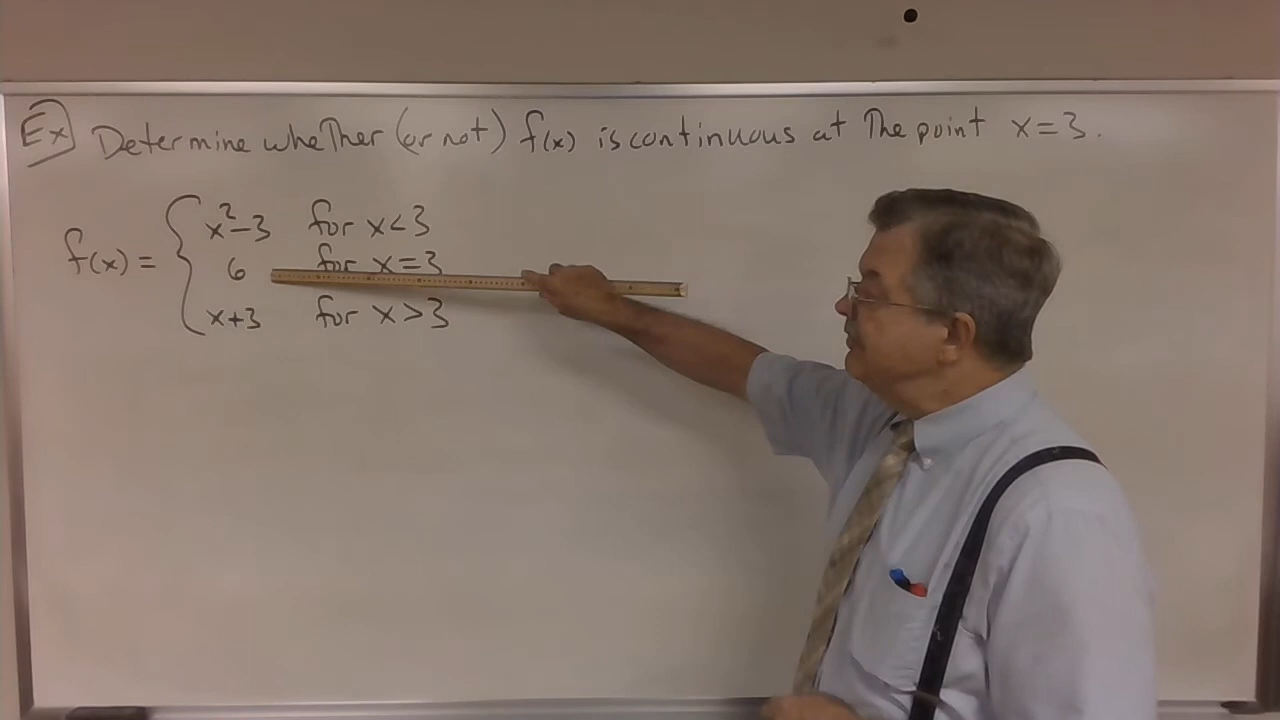 Ex Determine whether (or not) f(x) is continuous at the point x=3.
x²-3 for x<3
f(x) = { 6 for x=3
x+3 for x>3